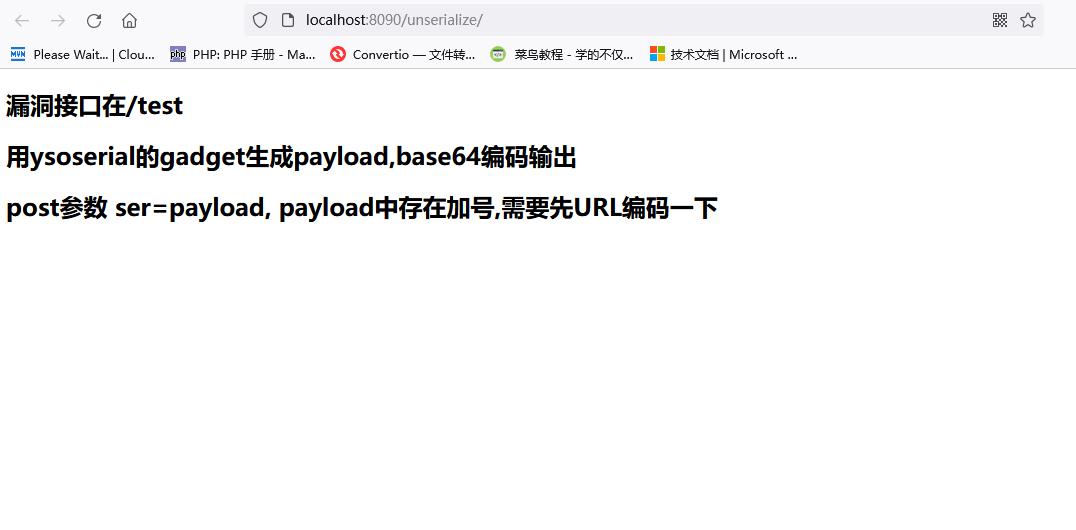 localhost:8090/unserialize/
MVN Please Wait... | Clou... php PHP: PHP 手册 - Ma... Convertio — 文件转... 菜鸟教程 - 学的不仅... 技术文档 | Microsoft ...
漏洞接口在/test
用ysoserial的gadget生成payload,base64编码输出
post参数 ser=payload, payload中存在加号,需要先URL编码一下